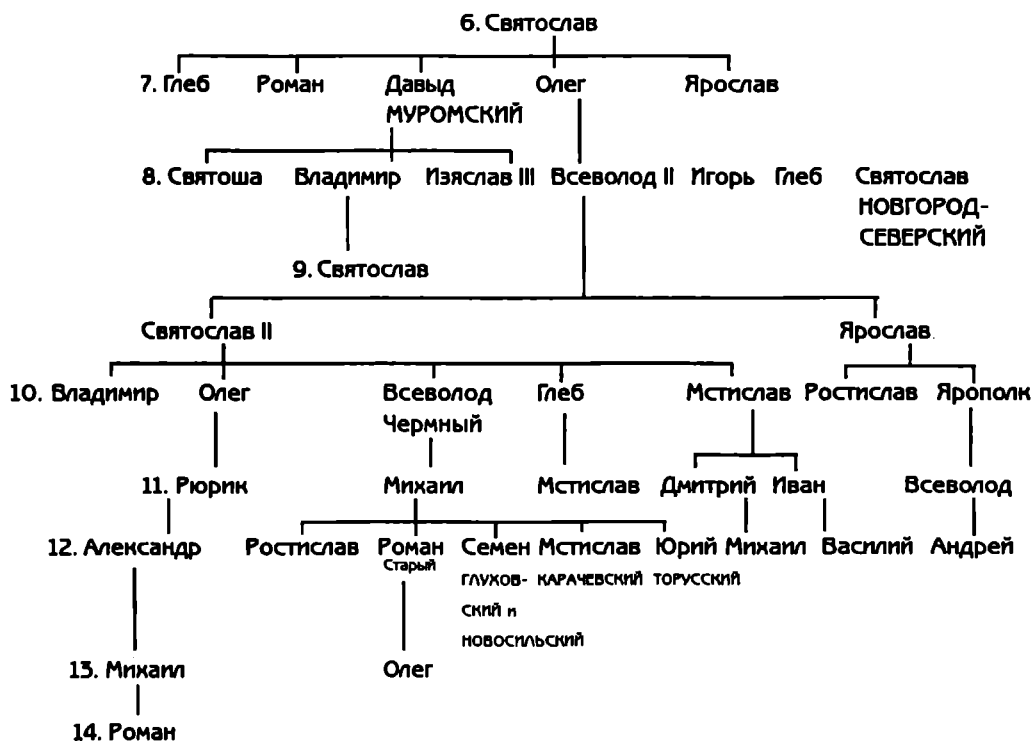 6. Святослав
7. Глеб Роман Давыд Олег Ярослав
МУРОМСКИЙ
8. Святоша Владимир Изяслав III Всеволод II Игорь Глеб Святослав
НОВГОРОД-
СЕВЕРСКИЙ
9. Святослав
Святослав II Ярослав
10. Владимир Олег Всеволод Глеб Мстислав Ростислав Ярополк
Чермный
11. Рюрик Михаил Мстислав Дмитрий Иван Всеволод
12. Александр Ростислав Роман Семен Мстислав Юрий Михаил Василий Андрей
Старый
ГЛУХОВ- КАРАЧЕВСКИЙ ТОРУССКИЙ
СКИЙ и
НОВОСИЛЬСКИЙ
13. Михаил Олег
14. Роман